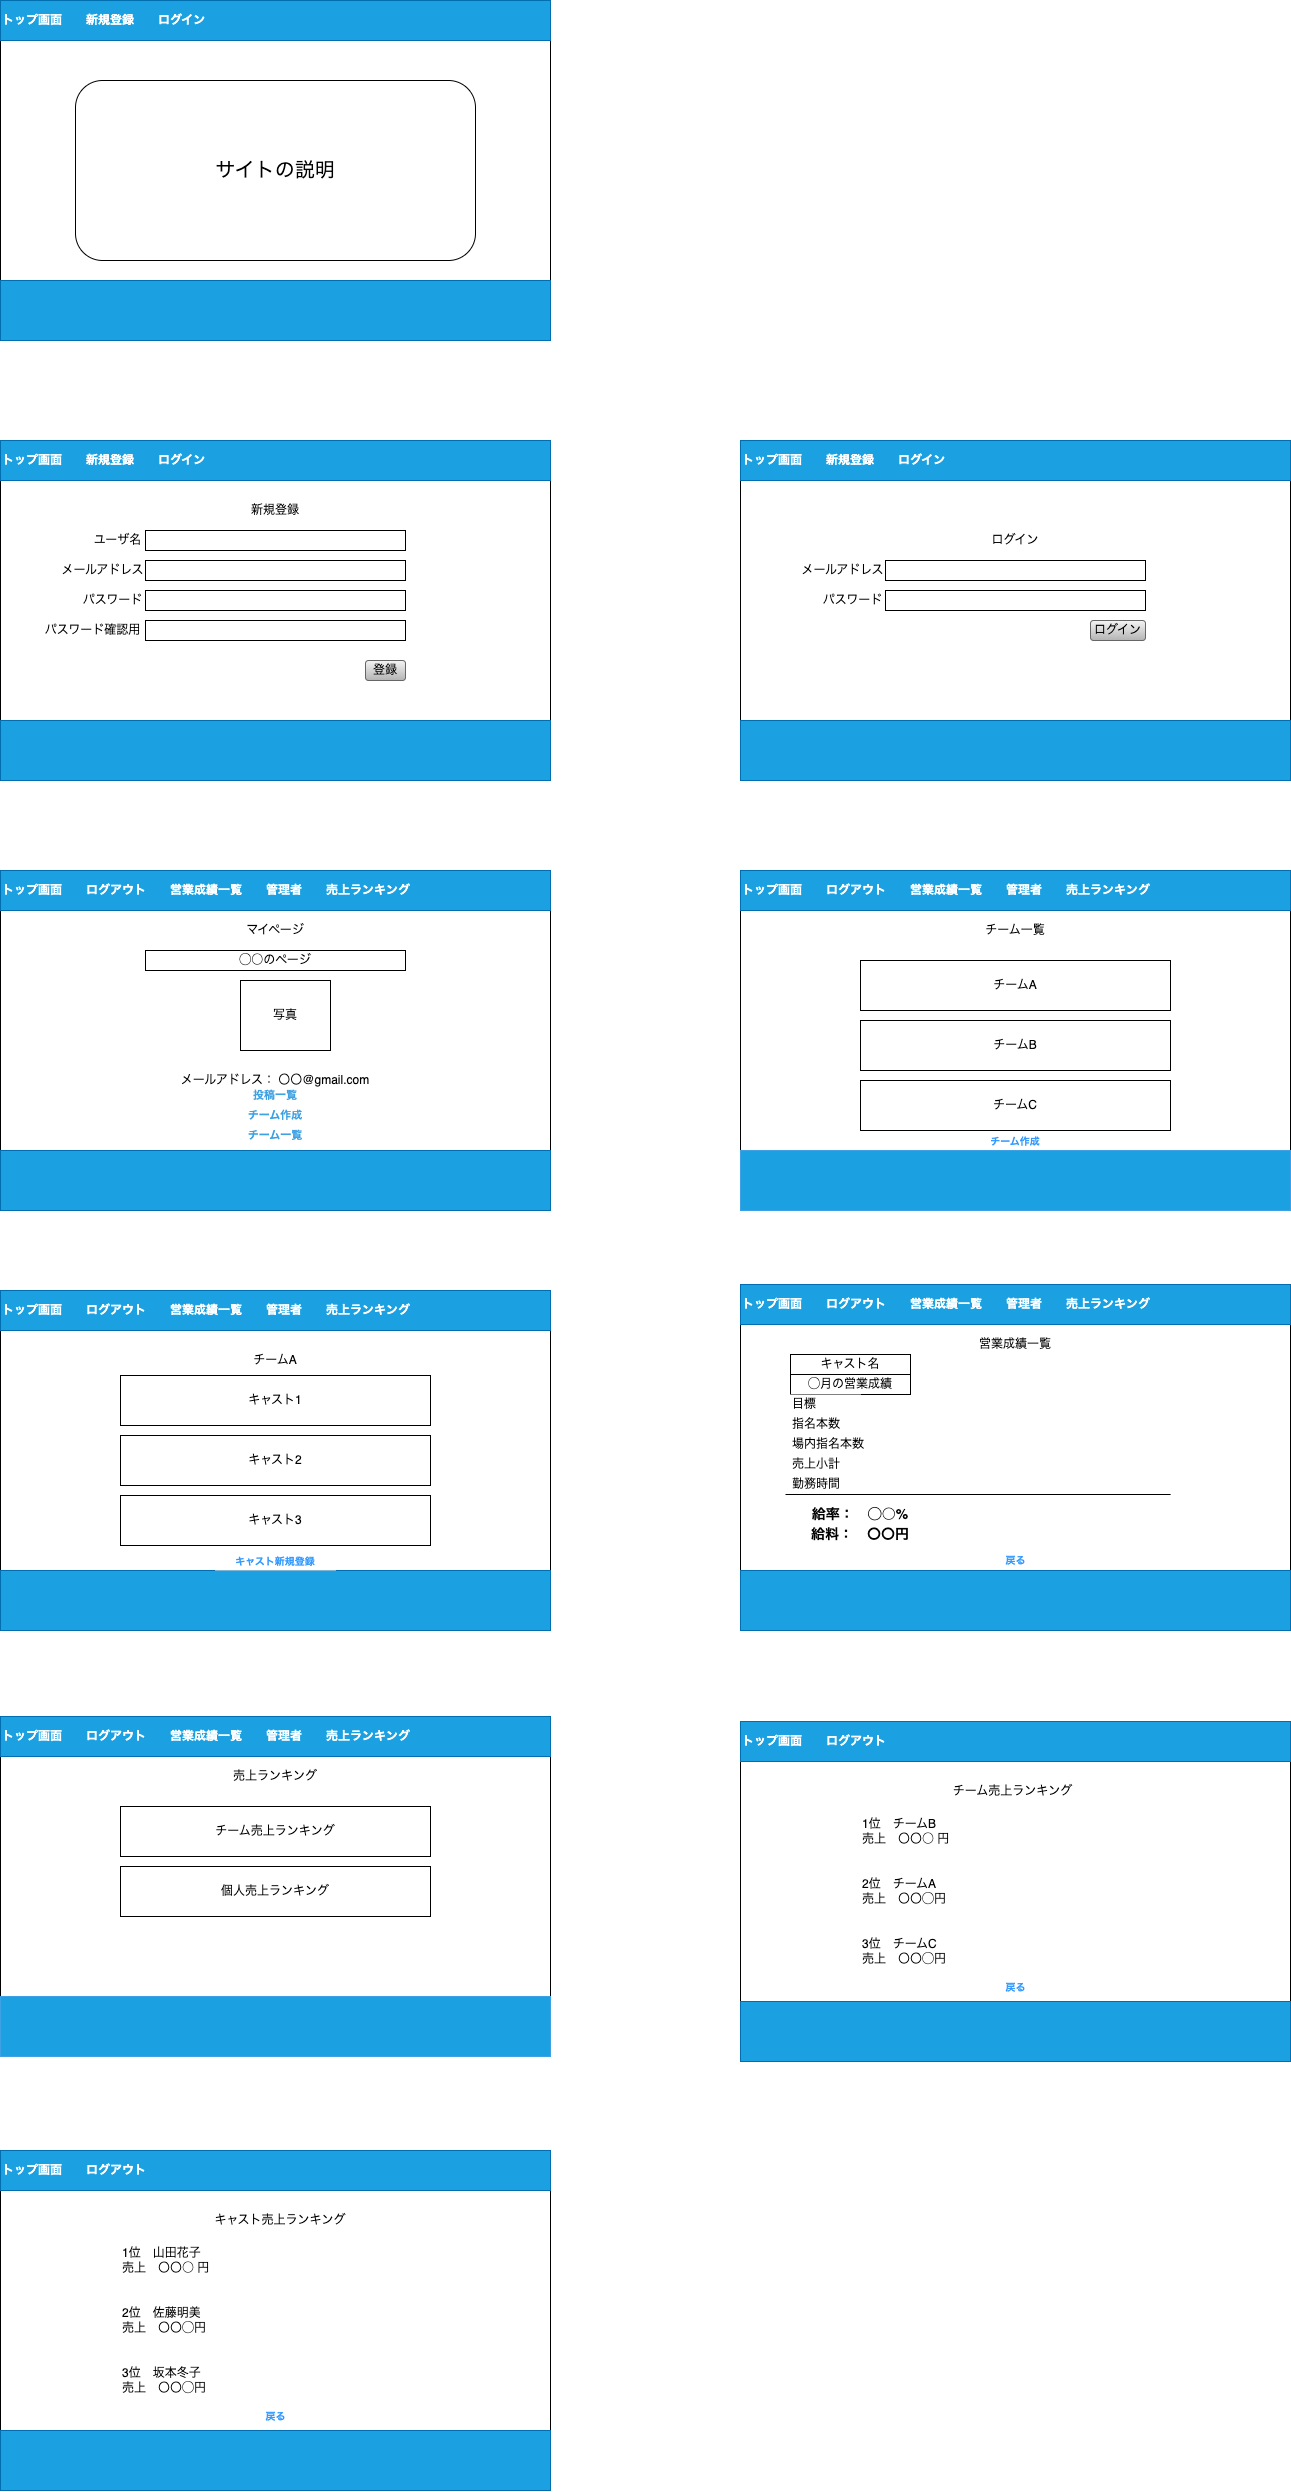 トップ画面　　新規登録　　ログイン
サイトの説明
トップ画面　　新規登録　　ログイン
新規登録
ユーザ名
メールアドレス
パスワード
パスワード確認用
登録
トップ画面　　新規登録　　ログイン
ログイン
メールアドレス
パスワード
ログイン
トップ画面　　ログアウト　　営業成績一覧　　管理者　　売上ランキング
マイページ
〇〇のページ
写真
メールアドレス： 〇〇@gmail.com
投稿一覧
チーム作成
チーム一覧
トップ画面　　ログアウト　　営業成績一覧　　管理者　　売上ランキング
チーム一覧
チームA
チームB
チームC
チーム作成
トップ画面　　ログアウト　　営業成績一覧　　管理者　　売上ランキング
チームA
キャスト1
キャスト2
キャスト3
キャスト新規登録
トップ画面　　ログアウト　　営業成績一覧　　管理者　　売上ランキング
営業成績一覧
キャスト名
〇月の営業成績
目標
指名本数
場内指名本数
売上小計
勤務時間
給率：　〇〇%
給料：　〇〇円
戻る
トップ画面　　ログアウト　　営業成績一覧　　管理者　　売上ランキング
売上ランキング
チーム売上ランキング
個人売上ランキング
トップ画面　　ログアウト
チーム売上ランキング
1位　チームB
売上　〇〇〇 円
2位　チームA
売上　〇〇〇円
3位　チームC
売上　〇〇〇円
戻る
トップ画面　　ログアウト
キャスト売上ランキング
1位　山田花子
売上　〇〇〇 円
2位　佐藤明美
売上　〇〇〇円
3位　坂本冬子
売上　〇〇〇円
戻る